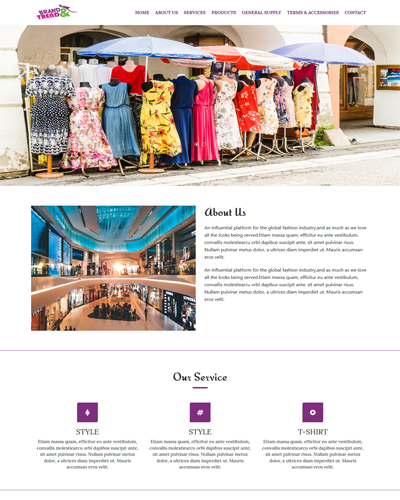 BRAND &
TREND
HOME ABOUT US SERVICES PRODUCTS GENERAL SUPPLY TERMS & ACCESSORIES CONTACT US
About Us
An Influential platform for the global fashion industry.and as much as we love
all the looks being served.Etiam massa quam, efficitur eu ante vestibulum,
convallis molestiearcu orbi dapibus suscipit ante, sit amet pulvinar risus.
Nullam pulvinar metus dolor, a ultrices diam imperdiet ut. Mauris accumsan
eros velit.
An Influential platform for the global fashion industry.and as much as we love
all the looks being served.Etiam massa quam, efficitur eu ante vestibulum,
convallis molestiearcu orbi dapibus suscipit ante, sit amet pulvinar risus.
Nullam pulvinar metus dolor, a ultrices diam imperdiet ut. Mauris accumsan
eros velit.
Our Service
STYLE
Etiam massa quam, efficitur eu ante vestibulum,
convallis molestiearcu orbi dapibus suscipit ante,
sit amet pulvinar risus. Nullam pulvinar metus
dolor, a ultrices diam imperdiet ut. Mauris
accumsan eros velit.
STYLE
Etiam massa quam, efficitur eu ante vestibulum,
convallis molestiearcu orbi dapibus suscipit ante,
sit amet pulvinar risus. Nullam pulvinar metus
dolor, a ultrices diam imperdiet ut. Mauris
accumsan eros velit.
T-SHIRT
Etiam massa quam, efficitur eu ante vestibulum,
convallis molestiearcu orbi dapibus suscipit ante,
sit amet pulvinar risus. Nullam pulvinar metus
dolor, a ultrices diam imperdiet ut. Mauris
accumsan eros velit.